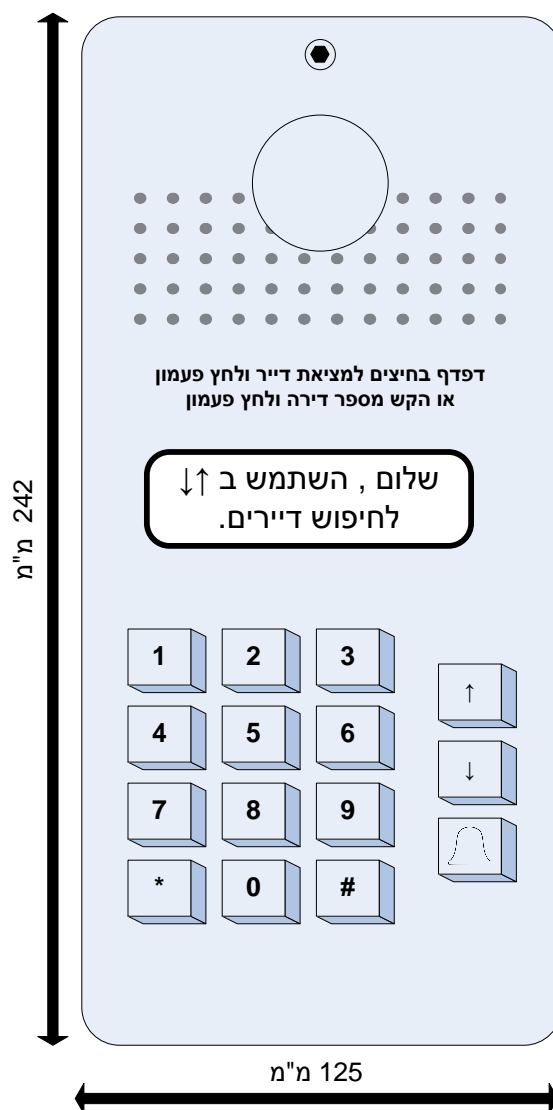 דפדף בחיצים למציאת דייר ולחץ פעמון
או הקש מספר דירה ולחץ פעמון
שלום , השתמש ב ↑↓
לחיפוש דיירים.
242 מ"מ
1 2 3
↑
4 5 6
↓
7 8 9
* 0 #
125 מ"מ